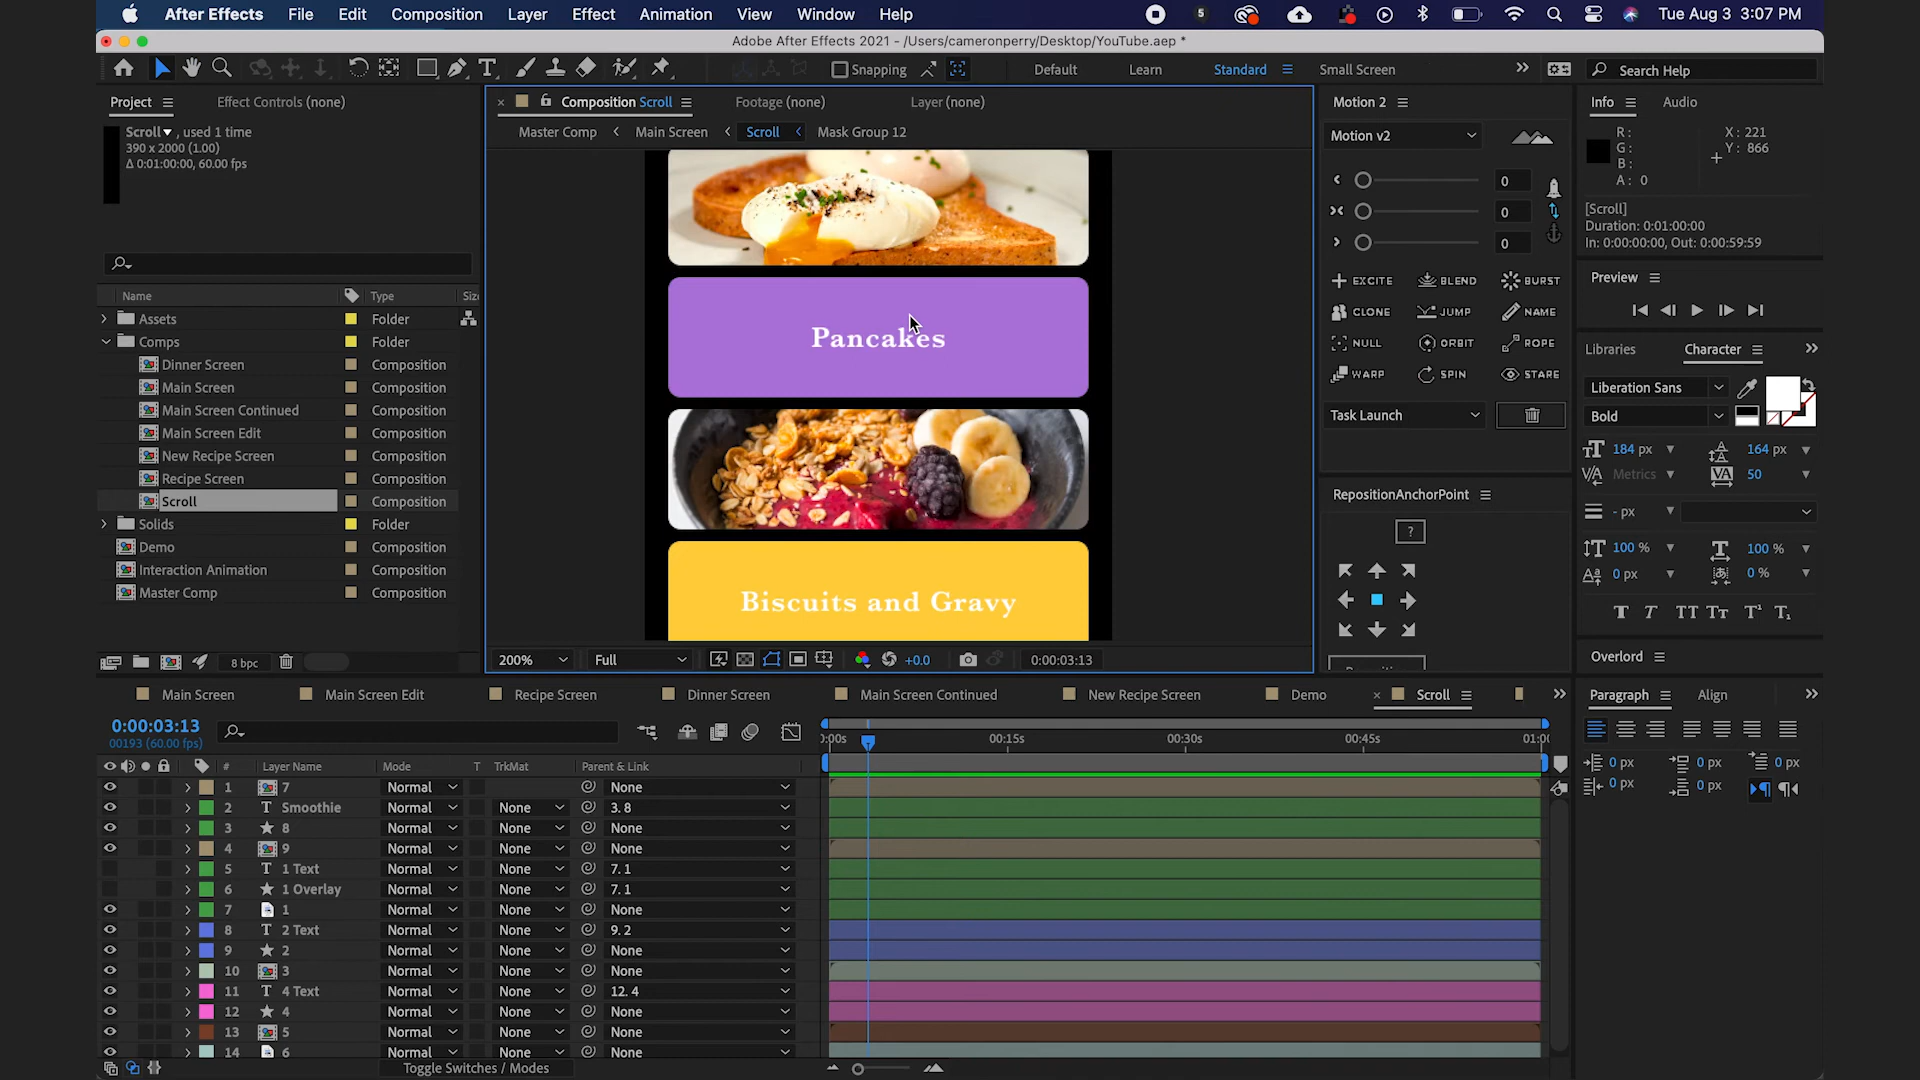 After Effects File Edit Composition Layer Effect Animation View Window Help 5 Tue Aug 3 3:07 PM
Adobe After Effects 2021 - /Users/cameronperry/Desktop/YouTube.aep *
Snapping Default Learn Standard Small Screen Search Help
Project Effect Controls (none) Composition Scroll Footage (none) Layer (none) Motion 2 Info Audio
Scroll , used 1 time
390 x 2000 (1.00)
Δ 0:01:00:00, 60.00 fps
Master Comp Main Screen Scroll Mask Group 12
Motion v2
R: X: 221
G: Y: 866
B:
A: 0
0
0
0
[Scroll]
Duration: 0:01:00:00
In: 0:00:00:00, Out: 0:00:59:59
Preview
EXCITE BLEND BURST
CLONE JUMP NAME
NULL ORBIT ROPE
WARP SPIN STARE
Task Launch
Name Type Siz
Assets Folder
Comps Folder
Dinner Screen Composition
Main Screen Composition
Main Screen Continued Composition
Main Screen Edit Composition
New Recipe Screen Composition
Recipe Screen Composition
Scroll Composition
Solids Folder
Demo Composition
Interaction Animation Composition
Master Comp Composition
8 bpc
Pancakes
Biscuits and Gravy
200% Full +0.0 0:00:03:13
RepositionAnchorPoint
?
Libraries Character
Liberation Sans
Bold
184 px 164 px
Metrics 50
- px
100 % 100 %
0 px 0 %
T T TT Tt T¹ T₁
Overlord
Main Screen Main Screen Edit Recipe Screen Dinner Screen Main Screen Continued New Recipe Screen Demo Scroll
Paragraph Align
0 px 0 px 0 px
0 px 0 px
0:00:03:13
00193 (60.00 fps)
:00s 00:15s 00:30s 00:45s 01:0
# Layer Name Mode T TrkMat Parent & Link
1 7 Normal None
2 T Smoothie Normal None 3. 8
3 8 Normal None None
4 9 Normal None None
5 T 1 Text Normal None 7. 1
6 1 Overlay Normal None 7. 1
7 1 Normal None None
8 T 2 Text Normal None 9. 2
9 2 Normal None None
10 3 Normal None None
11 T 4 Text Normal None 12. 4
12 4 Normal None None
13 5 Normal None None
14 6 Normal None None
Toggle Switches / Modes